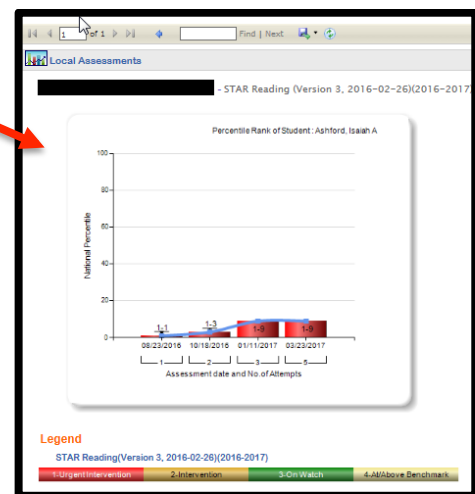 1 of 1 Find | Next
Local Assessments
- STAR Reading (Version 3, 2016-02-26)(2016-2017)
Percentile Rank of Student: Ashford, Isaiah A
National Percentile
100
80
60
40
20
0
1-1 1-3 1-9 1-9
08/23/2016 10/18/2016 01/11/2017 03/23/2017
1 2 3 5
Assessment date and No. of Attempts
Legend
STAR Reading(Version 3, 2016-02-26)(2016-2017)
1-Urgent Intervention 2-Intervention 3-On Watch 4-At/Above Benchmark